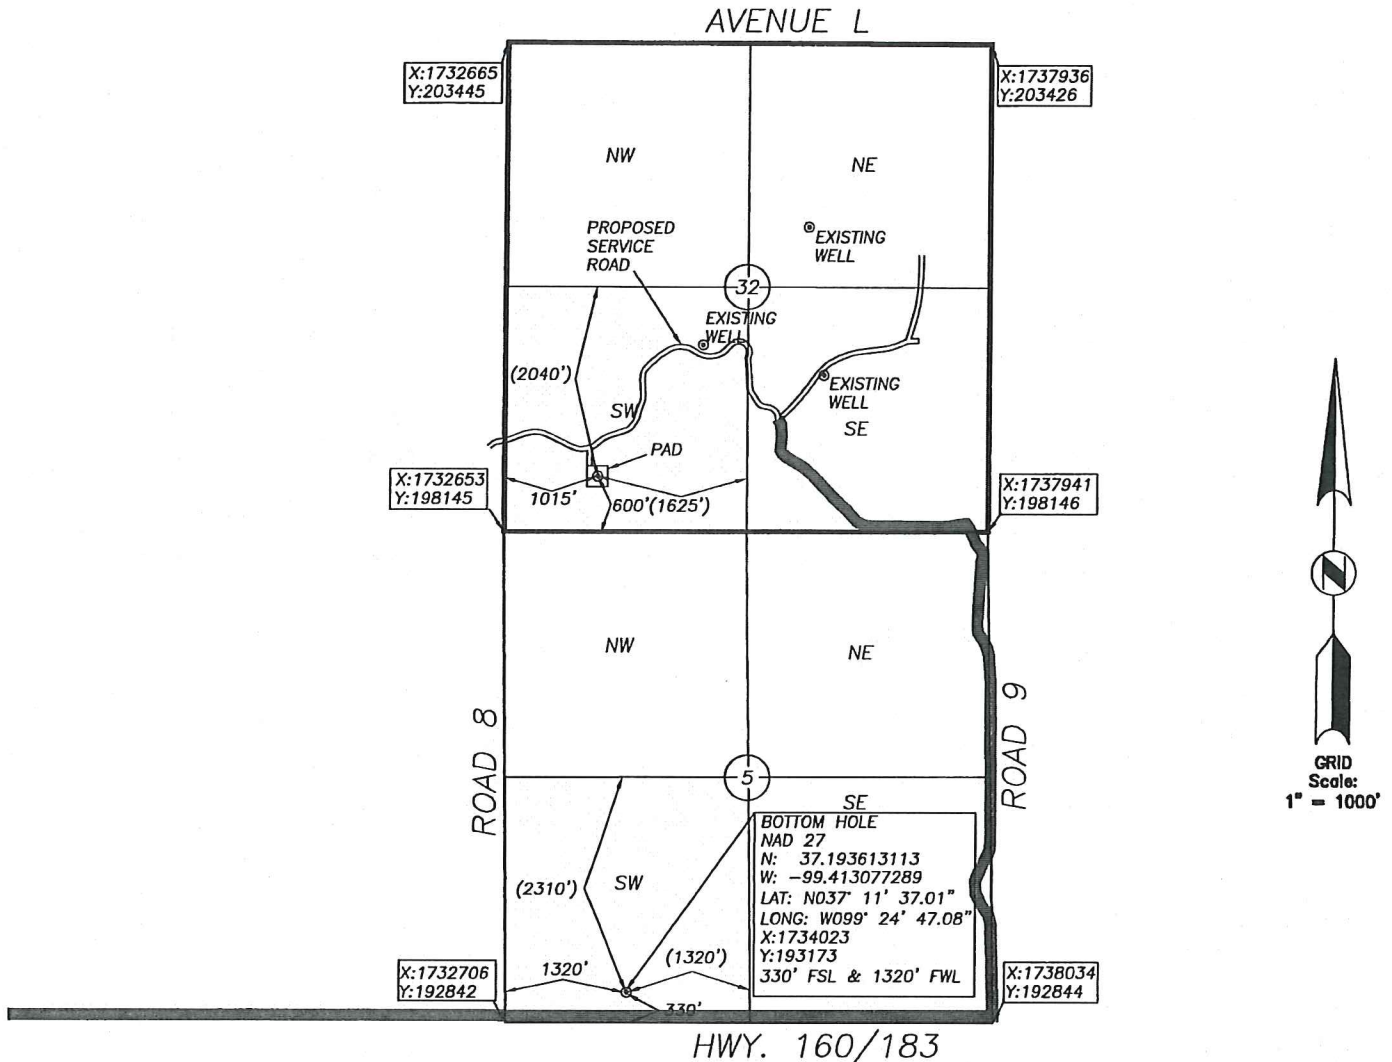 AVENUE L
X:1732665
Y:203445
X:1737936
Y:203426
NW
NE
PROPOSED
SERVICE
ROAD
EXISTING
WELL
32
EXISTING
WELL
(2040')
EXISTING
WELL
SW
SE
PAD
X:1732653
Y:198145
1015'
600'(1625')
X:1737941
Y:198146
NW
NE
ROAD 8
ROAD 9
5
SE
BOTTOM HOLE
NAD 27
N: 37.193613113
W: -99.413077289
LAT: N037° 11' 37.01"
LONG: W099° 24' 47.08"
X:1734023
Y:193173
330' FSL & 1320' FWL
(2310')
SW
1320'
(1320')
330'
X:1732706
Y:192842
X:1738034
Y:192844
HWY. 160/183
N
GRID
Scale:
1" = 1000'